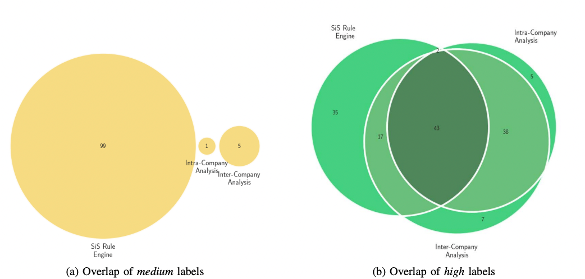 SiS Rule
Engine
Intra-Company
Analysis
99
1
5
Intra-Company
Analysis
Inter-Company
Analysis
SiS Rule
Engine
35
17
43
38
7
Inter-Company
Analysis
(a) Overlap of medium labels
(b) Overlap of high labels